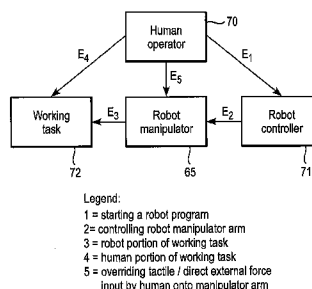 70
Human
operator
E4
E1
E5
Working
task
E3
Robot
manipulator
E2
Robot
controller
72
65
71
Legend:
1 = starting a robot program
2= controlling robot manipulator arm
3 = robot portion of working task
4 = human portion of working task
5 = overriding tactile / direct external force
input by human onto manipulator arm